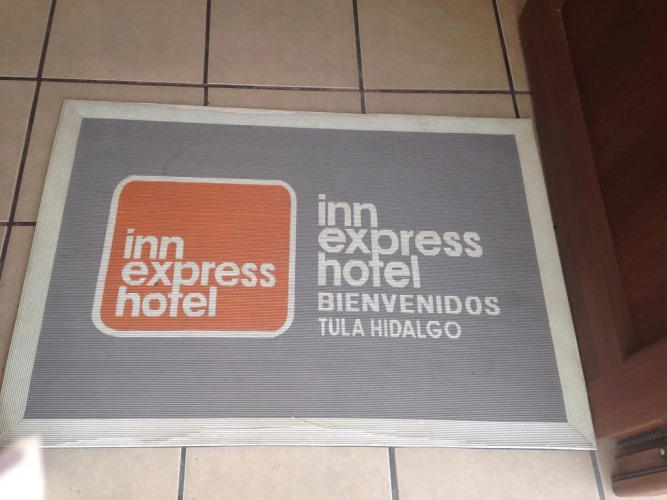 inn
express
hotel
inn
express
hotel
BIENVENIDOS
TULA HIDALGO